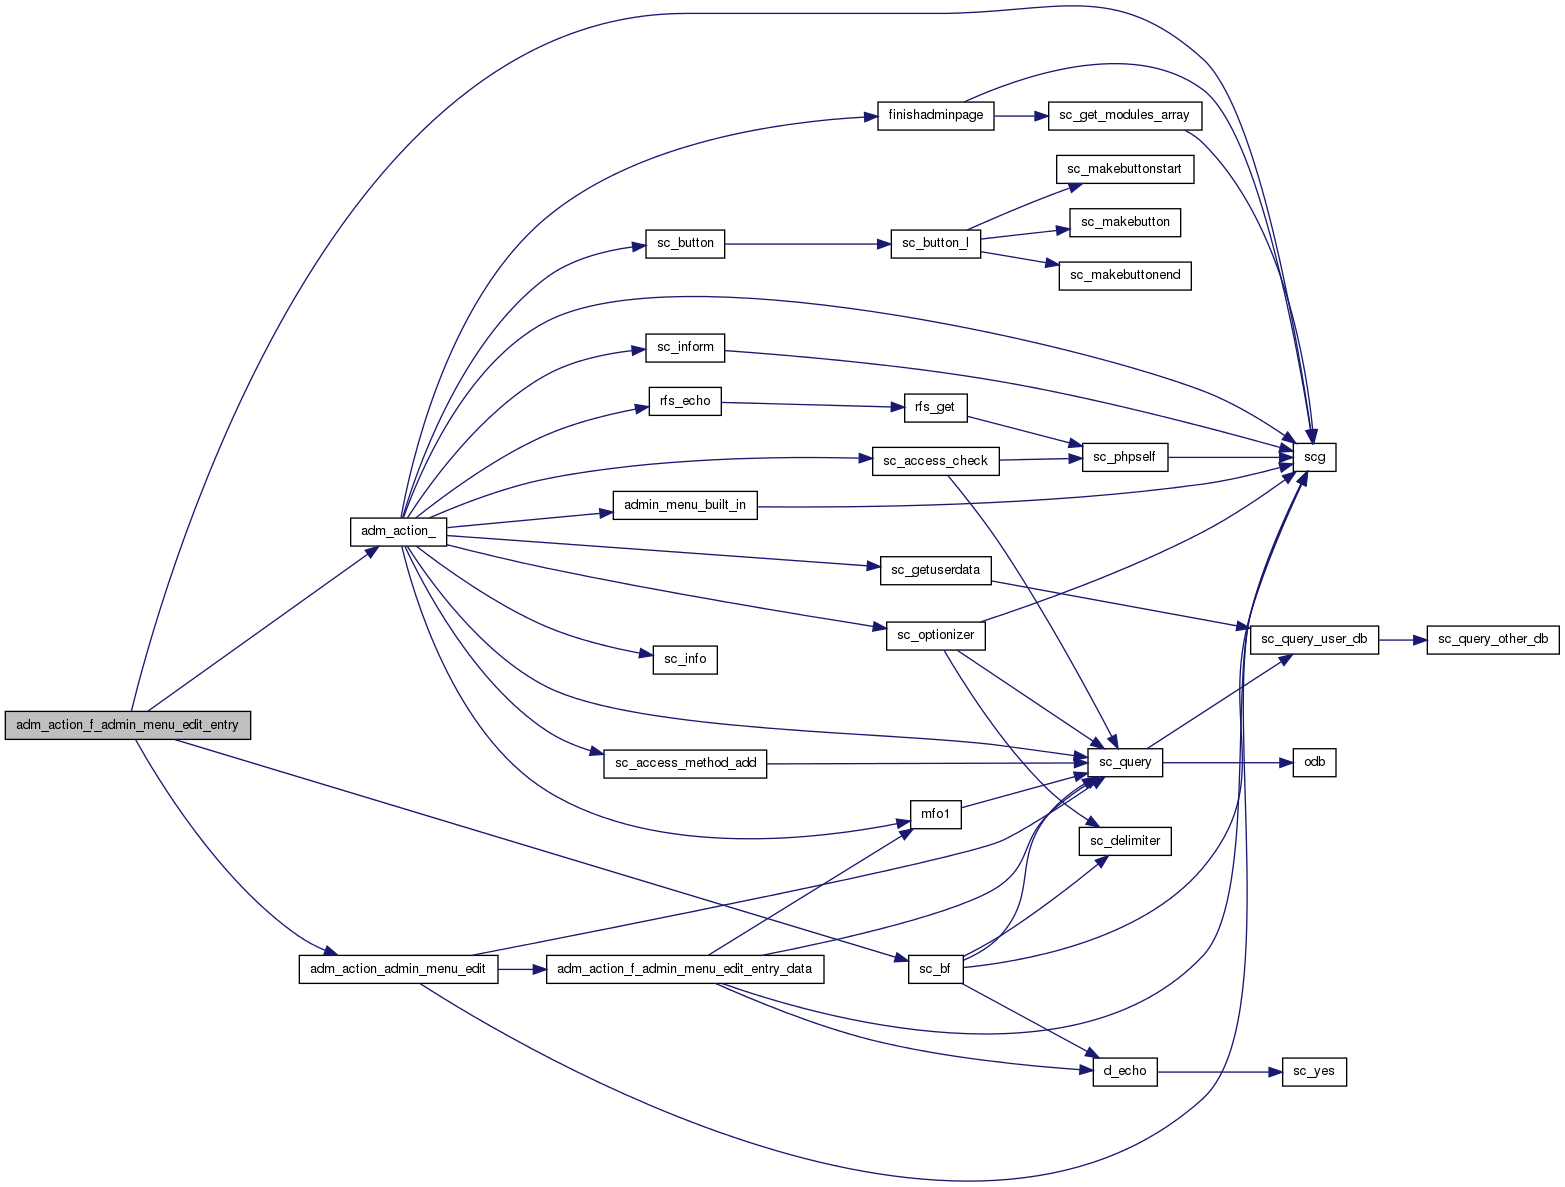 finishadminpage
sc_get_modules_array
sc_makebuttonstart
sc_makebutton
sc_button
sc_button_l
sc_makebuttonend
sc_inform
rfs_echo
rfs_get
sc_access_check
sc_phpself
scg
admin_menu_built_in
adm_action_
sc_getuserdata
sc_optionizer
sc_query_user_db
sc_query_other_db
sc_info
adm_action_f_admin_menu_edit_entry
sc_access_method_add
sc_query
odb
mfo1
sc_delimiter
adm_action_admin_menu_edit
adm_action_f_admin_menu_edit_entry_data
sc_bf
d_echo
sc_yes